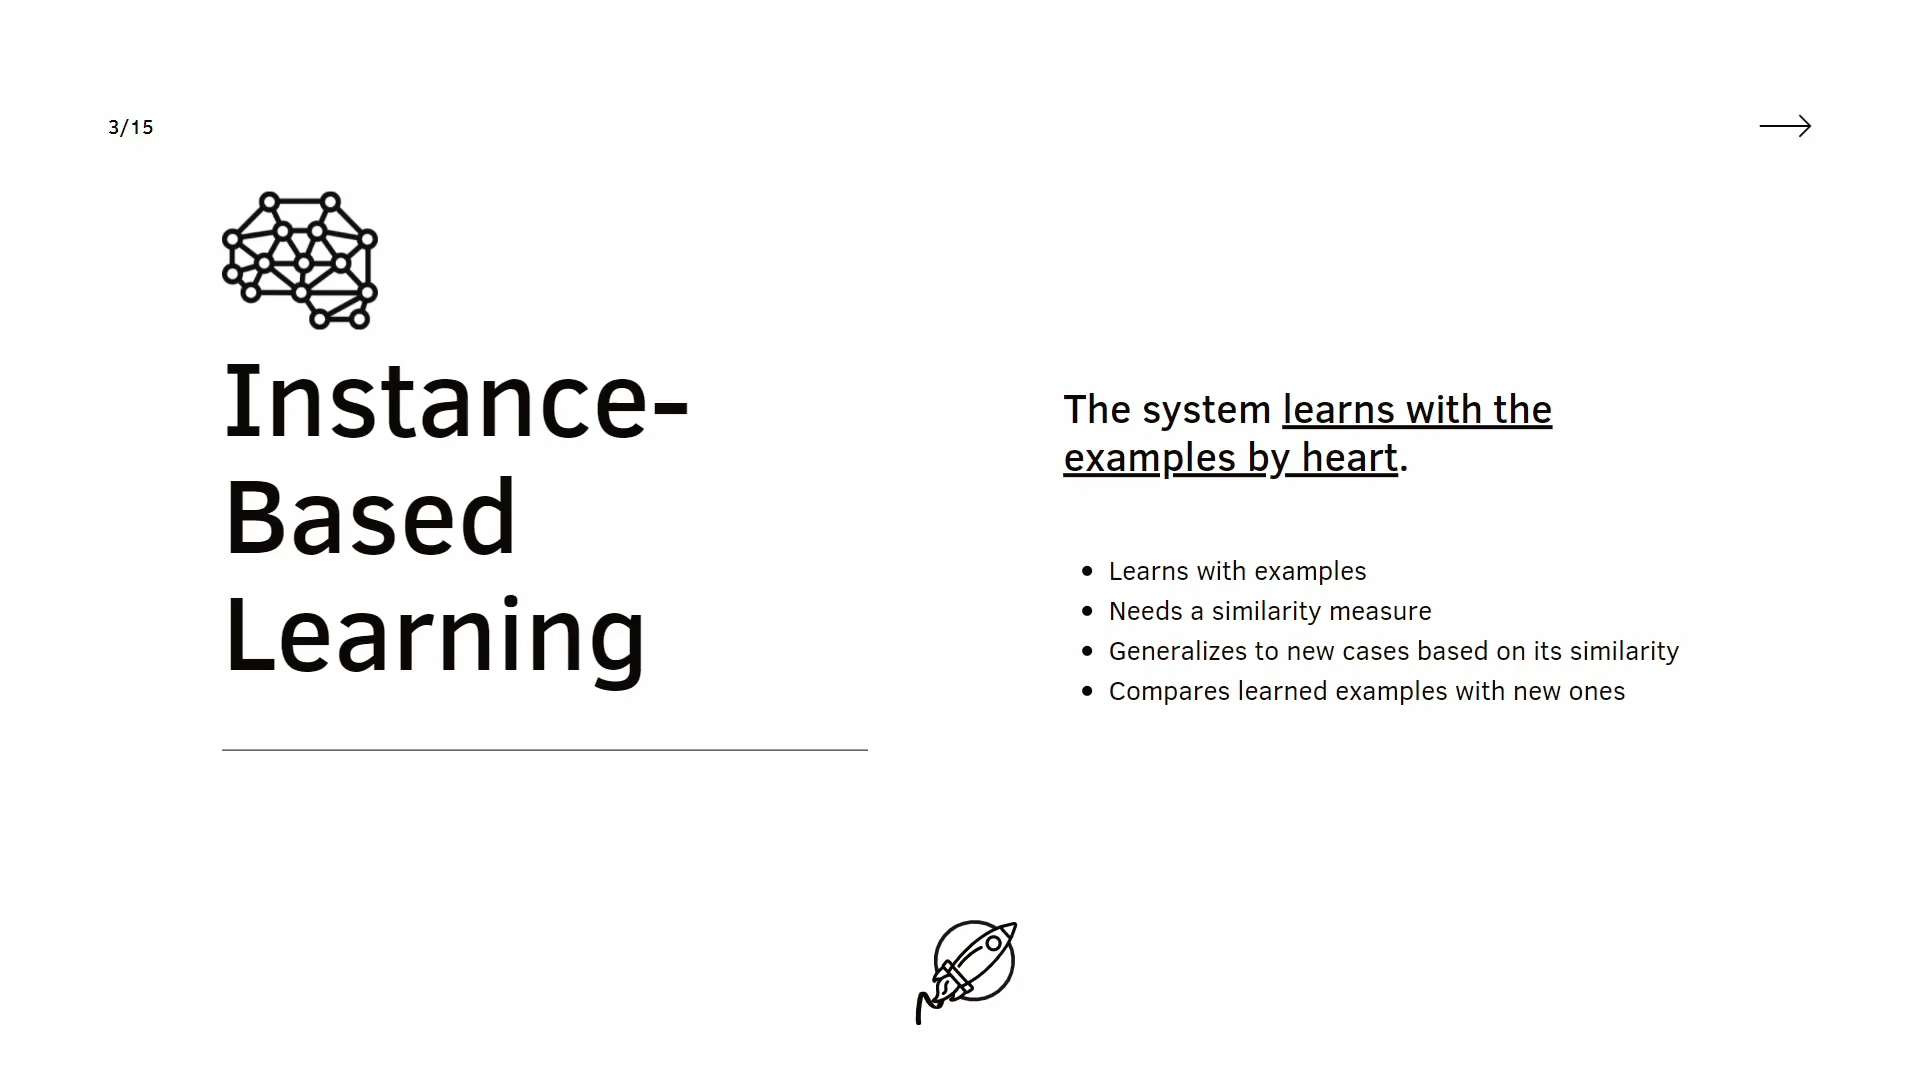 3/15
Instance-
Based
Learning
The system learns with the
examples by heart.
• Learns with examples
• Needs a similarity measure
• Generalizes to new cases based on its similarity
• Compares learned examples with new ones